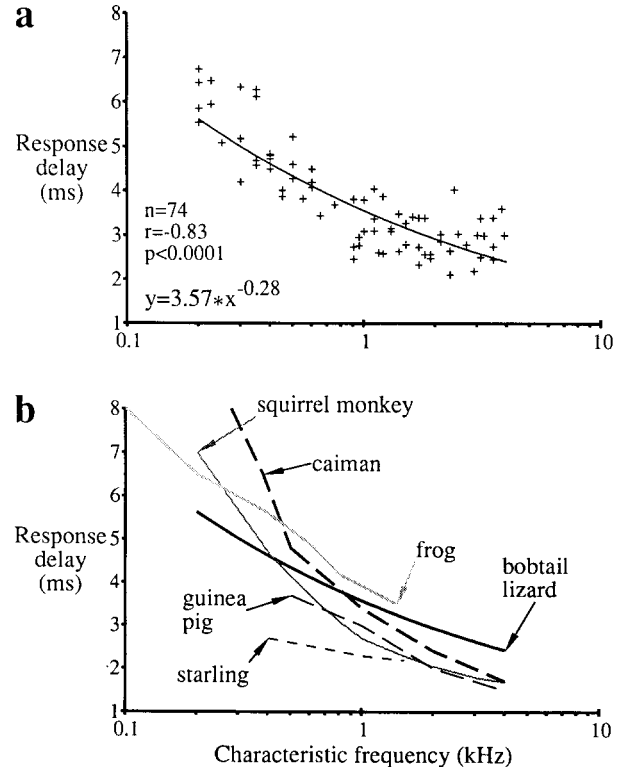 a
8
7
6
5
4
3
2
1
Response
delay
(ms)
n=74
r=-0.83
p<0.0001
y=3.57*x^-0.28
0.1
1
10
b
8
7
6
5
4
3
2
1
Response
delay
(ms)
squirrel monkey
caiman
frog
bobtail
lizard
guinea
pig
starling
0.1
1
10
Characteristic frequency (kHz)